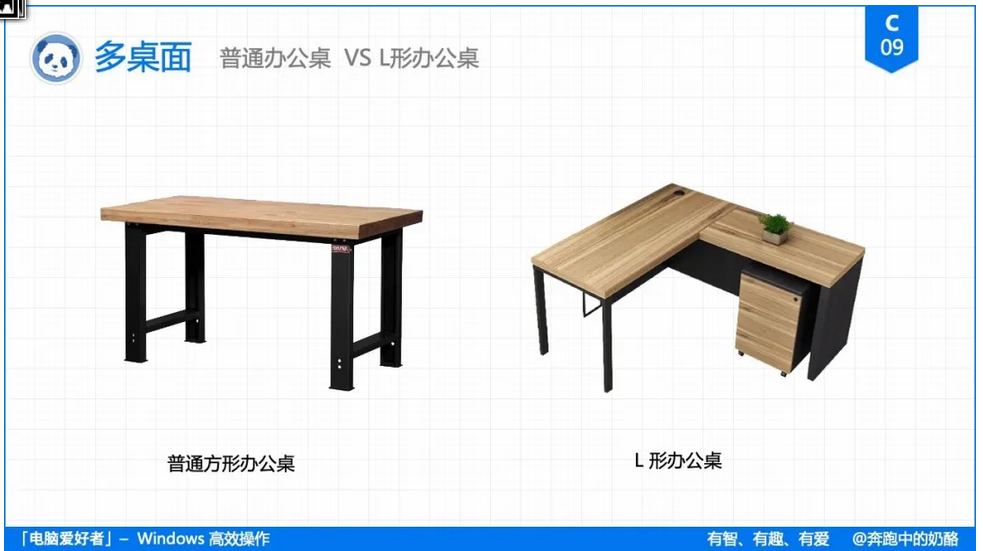 多桌面 普通办公桌 VS L形办公桌
C
09
普通方形办公桌
L 形办公桌
「电脑爱好者」– Windows 高效操作
有智、有趣、有爱 @奔跑中的奶酪